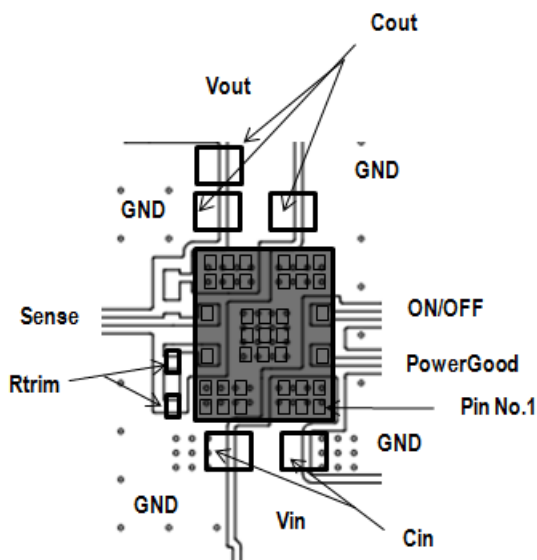 Cout
Vout
GND
GND
Sense
ON/OFF
PowerGood
Rtrim
Pin No.1
GND
GND
Vin
Cin